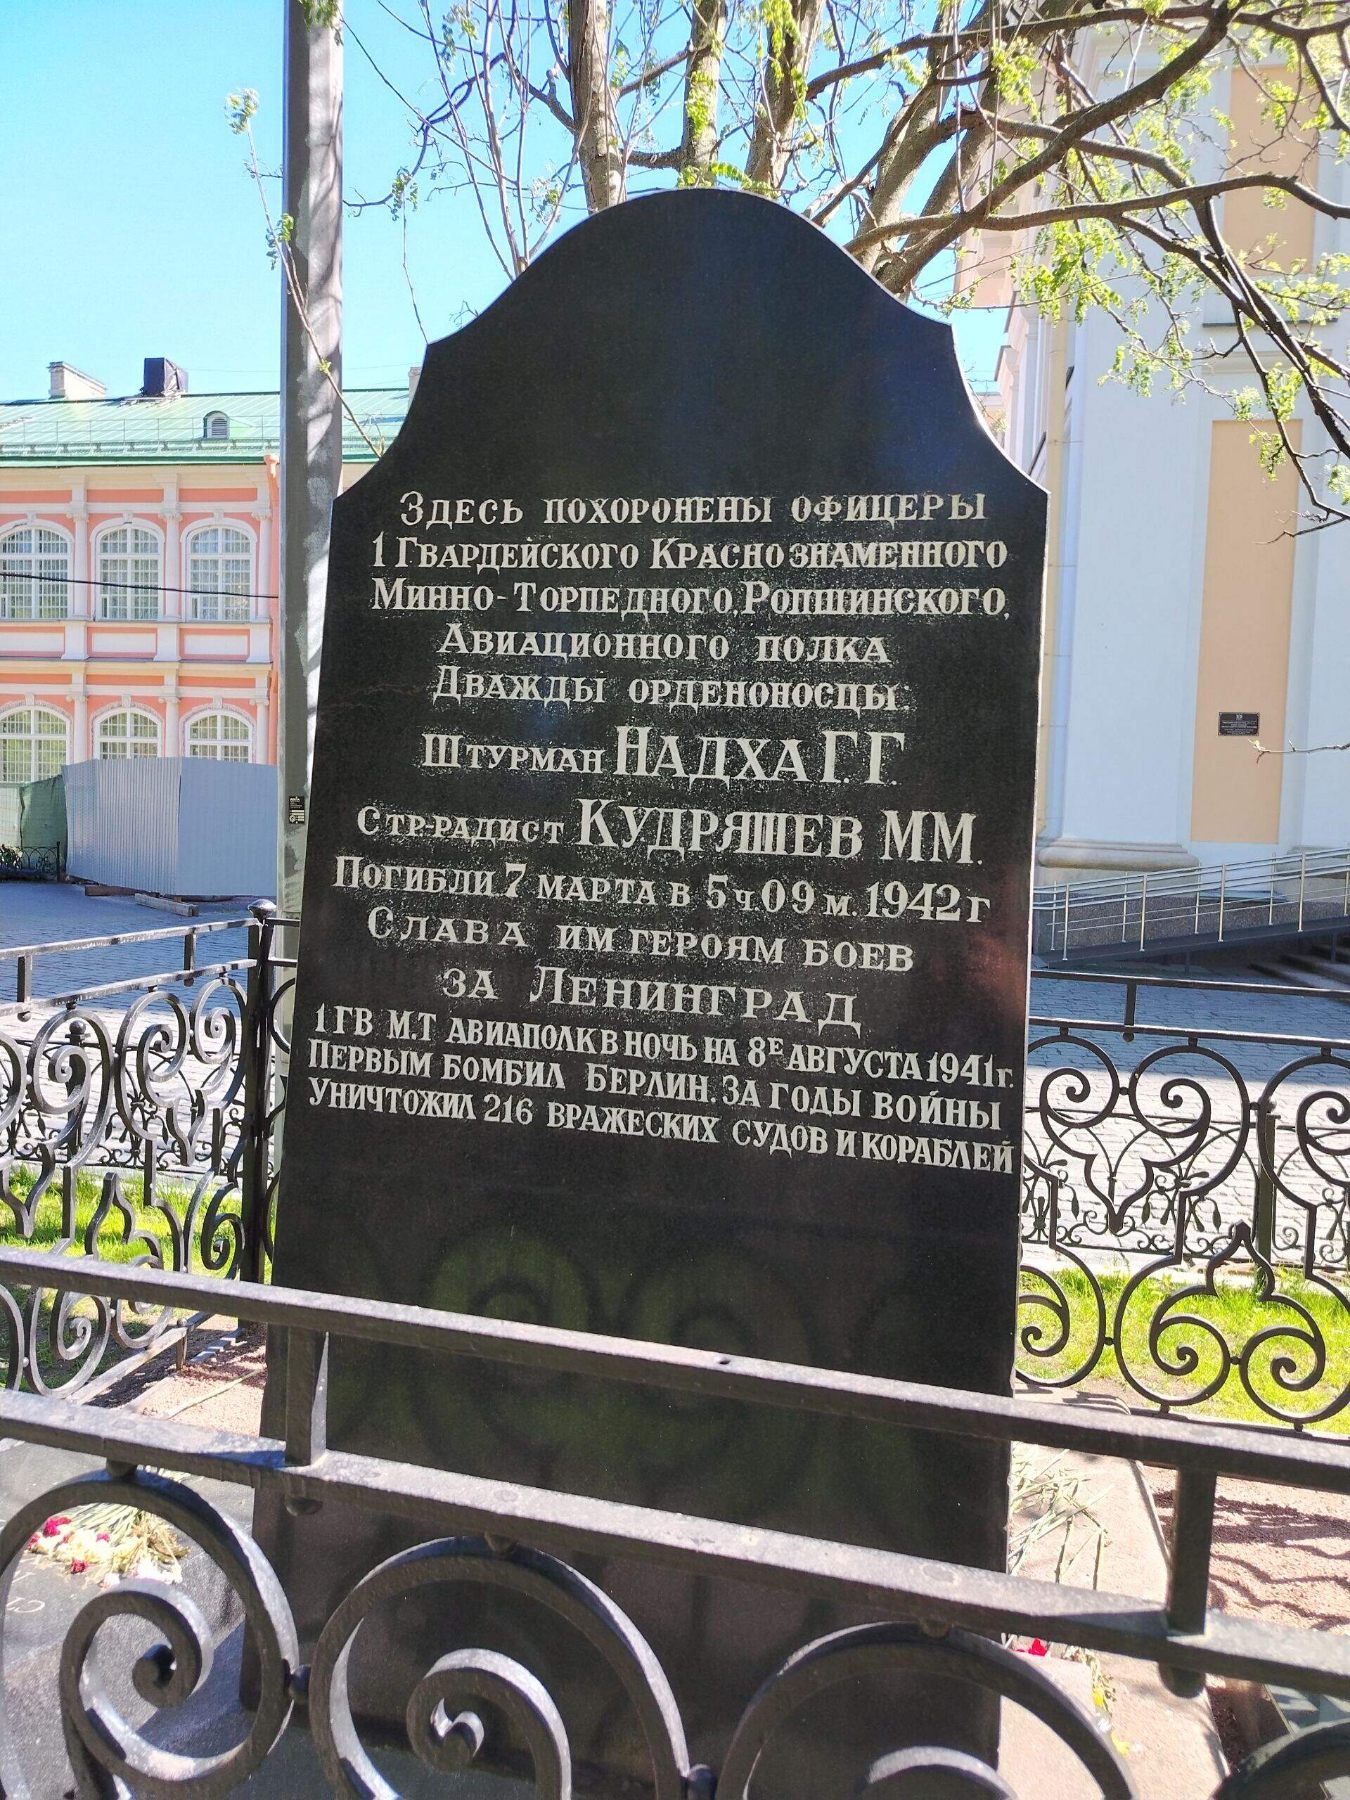 Здесь похоронены офицеры
1 Гвардейского Краснознаменного
Минно-Торпедного, Ропшинского,
Авиационного полка
Дважды орденоносцы:
Штурман Надха Г.Г.
Стр-радист Кудряшев М М.
Погибли 7 марта в 5 ч. 09 м. 1942 г
Слава им героям боев
за Ленинград
1 гв м.т авиаполк в ночь на 8е августа 1941г.
Первым бомбил Берлин. За годы войны
уничтожил 216 вражеских судов и кораблей